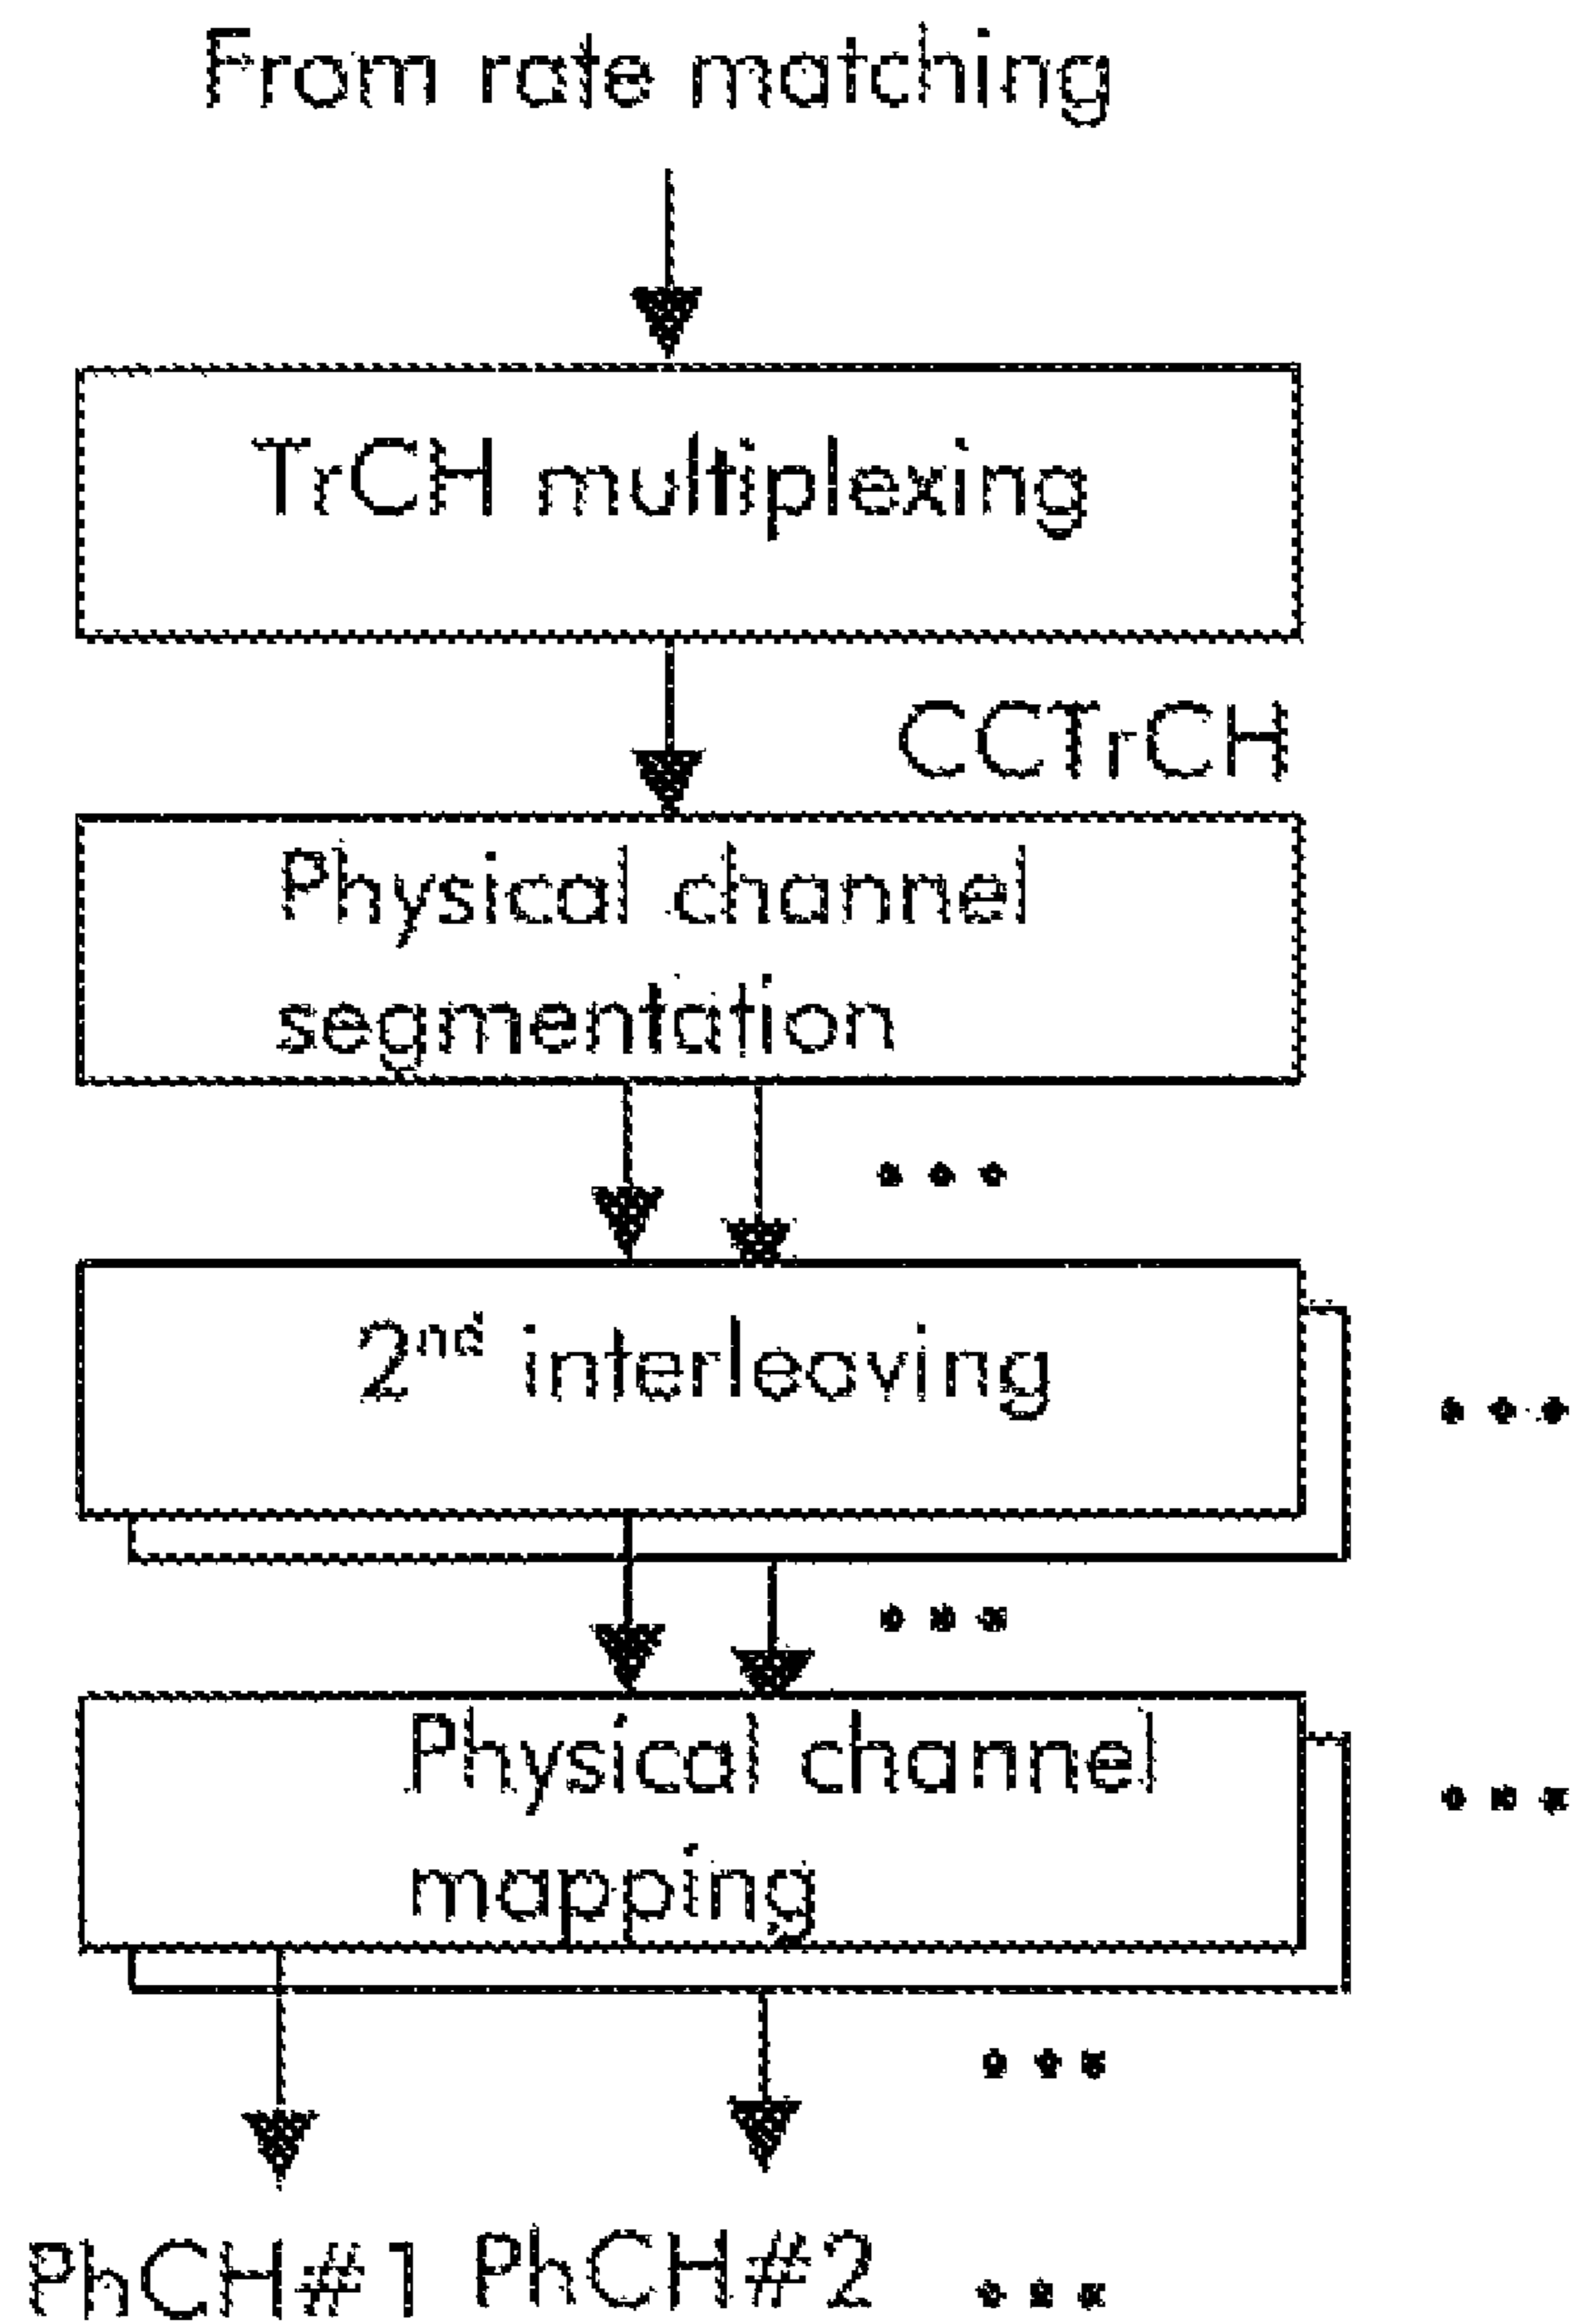 From rate matching
TrCH multiplexing
CCTrCH
Physical channel
segmentation
•••
2nd interleaving
•••
•••
Physical channel
mapping
•••
•••
PhCH#1 PhCH#2 •••